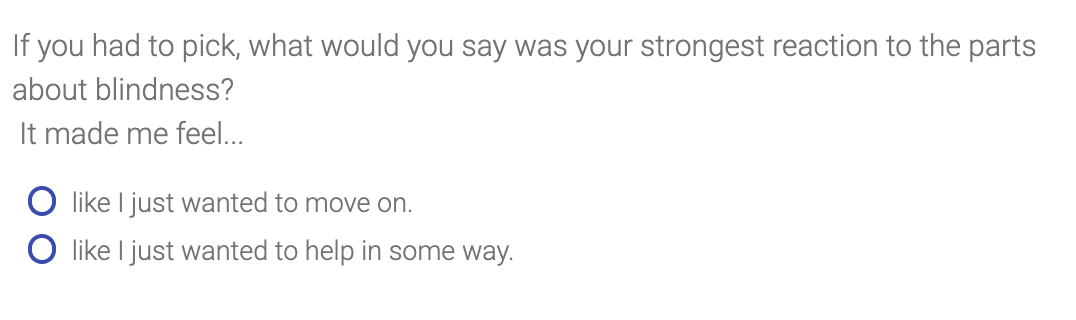 If you had to pick, what would you say was your strongest reaction to the parts
about blindness?
It made me feel...
like I just wanted to move on.
like I just wanted to help in some way.